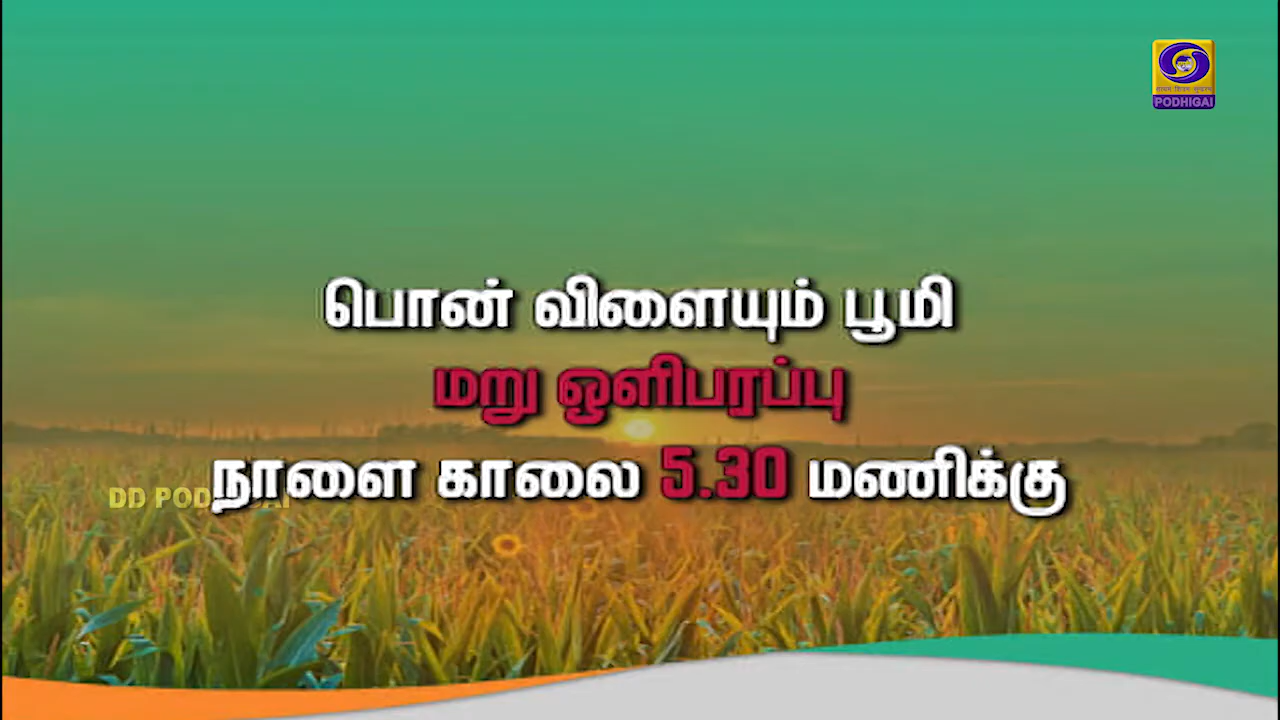 PODHIGAI
பொன் விளையும் பூமி
மறு ஒளிபரப்பு
நாளை காலை 5.30 மணிக்கு
DD PODHIGAI